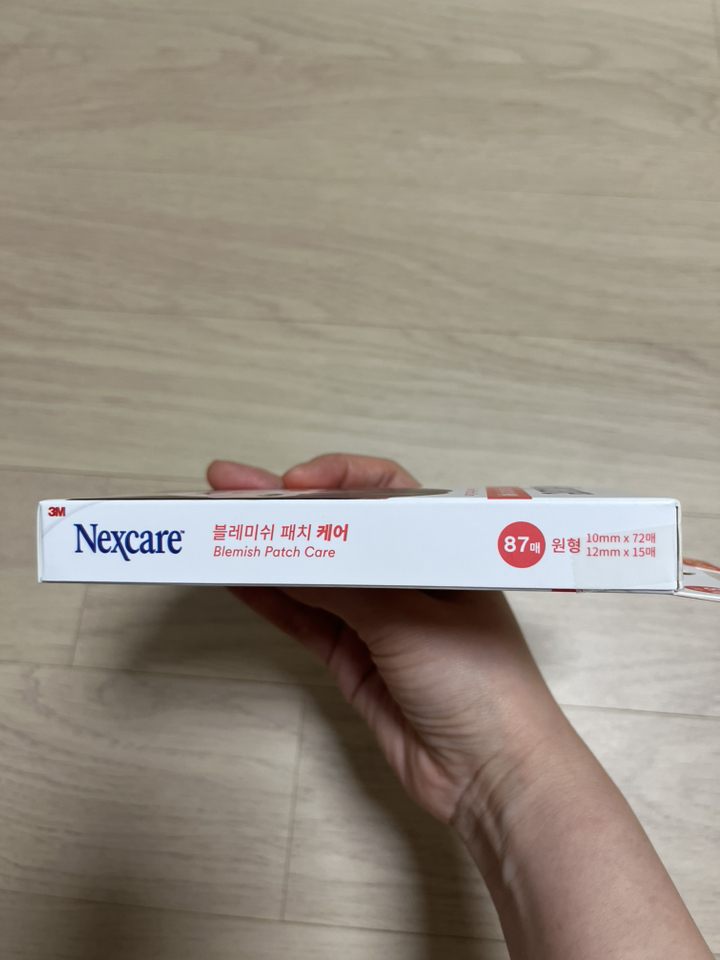 3M
Nexcare™
블레미쉬 패치 케어
Blemish Patch Care
87매
원형
10mm x 72매
12mm x 15매